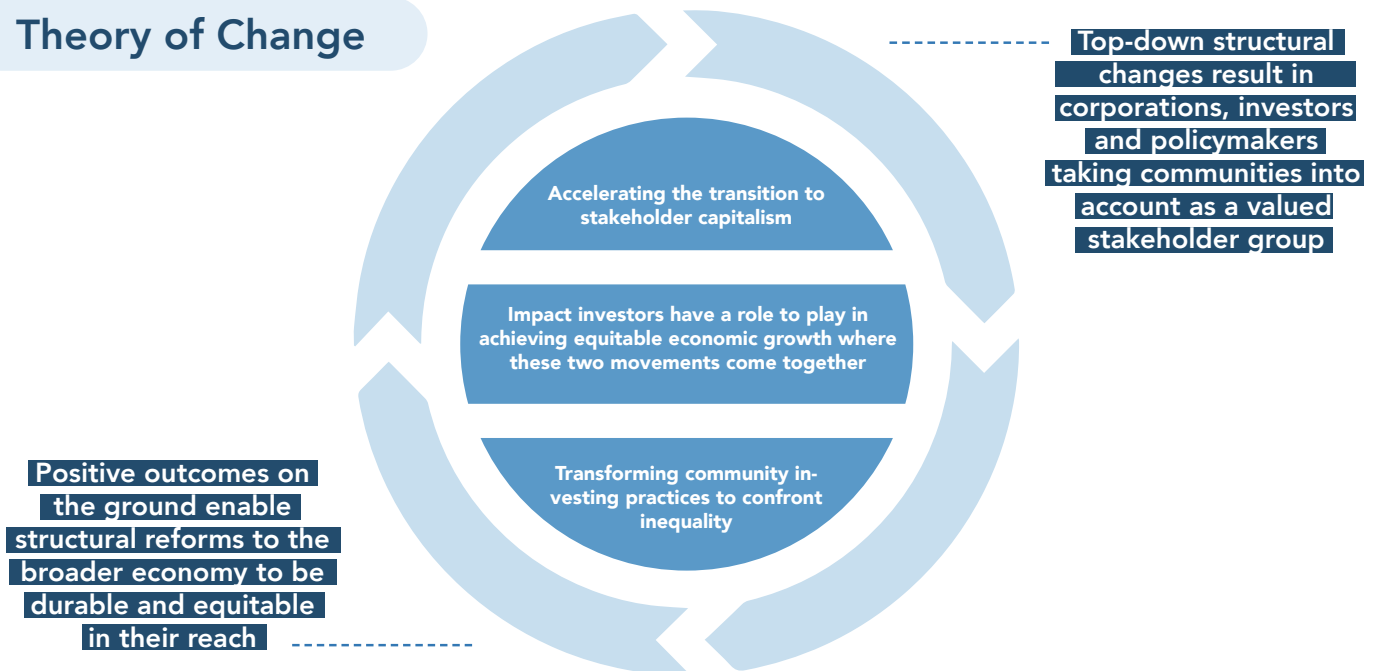 Theory of Change
Top-down structural
changes result in
corporations, investors
and policymakers
taking communities into
account as a valued
stakeholder group
Accelerating the transition to
stakeholder capitalism
Impact investors have a role to play in
achieving equitable economic growth where
these two movements come together
Transforming community in-
vesting practices to confront
inequality
Positive outcomes on
the ground enable
structural reforms to the
broader economy to be
durable and equitable
in their reach